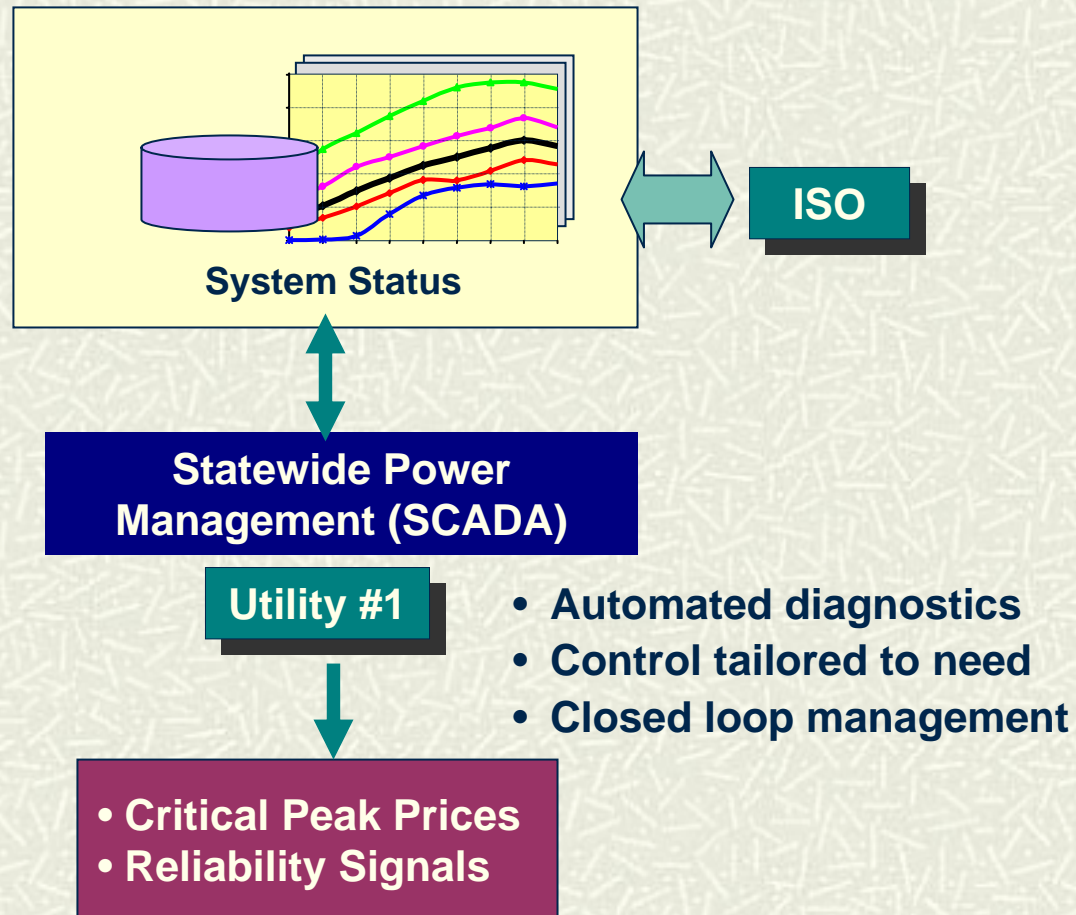 System Status
ISO
Statewide Power
Management (SCADA)
Utility #1
• Automated diagnostics
• Control tailored to need
• Closed loop management
• Critical Peak Prices
• Reliability Signals